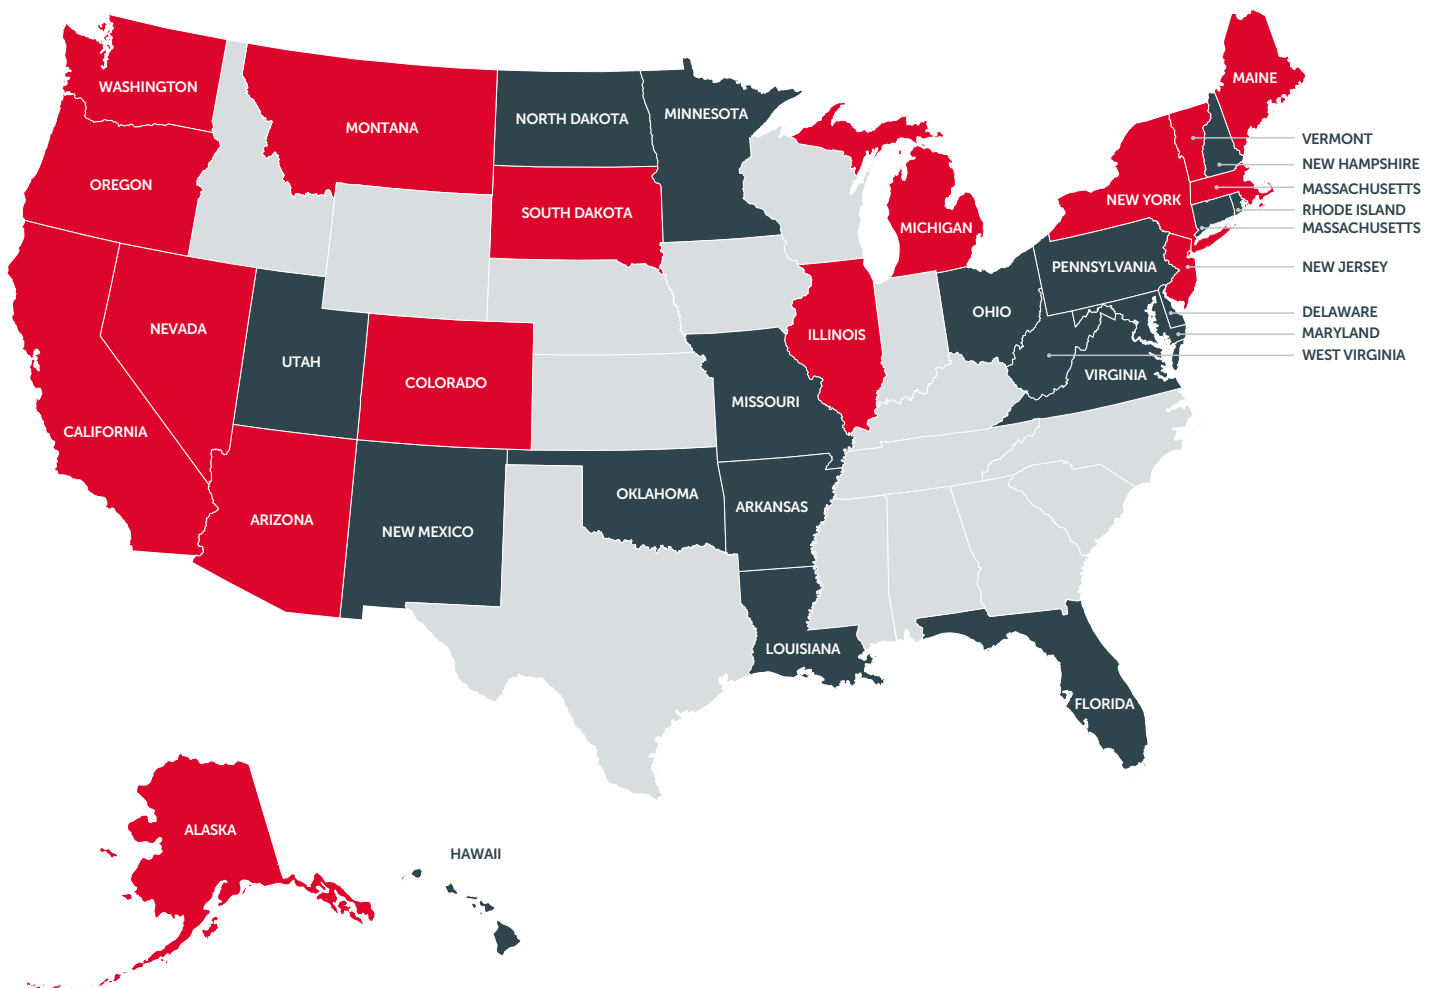 MAINE
WASHINGTON
MINNESOTA
NORTH DAKOTA
MONTANA
VERMONT
NEW HAMPSHIRE
OREGON
MASSACHUSETTS
NEW YORK
RHODE ISLAND
SOUTH DAKOTA
MICHIGAN
MASSACHUSETTS
PENNSYLVANIA
NEW JERSEY
OHIO
DELAWARE
NEVADA
ILLINOIS
MARYLAND
UTAH
WEST VIRGINIA
VIRGINIA
COLORADO
MISSOURI
CALIFORNIA
OKLAHOMA
ARKANSAS
ARIZONA
NEW MEXICO
LOUISIANA
FLORIDA
ALASKA
HAWAII